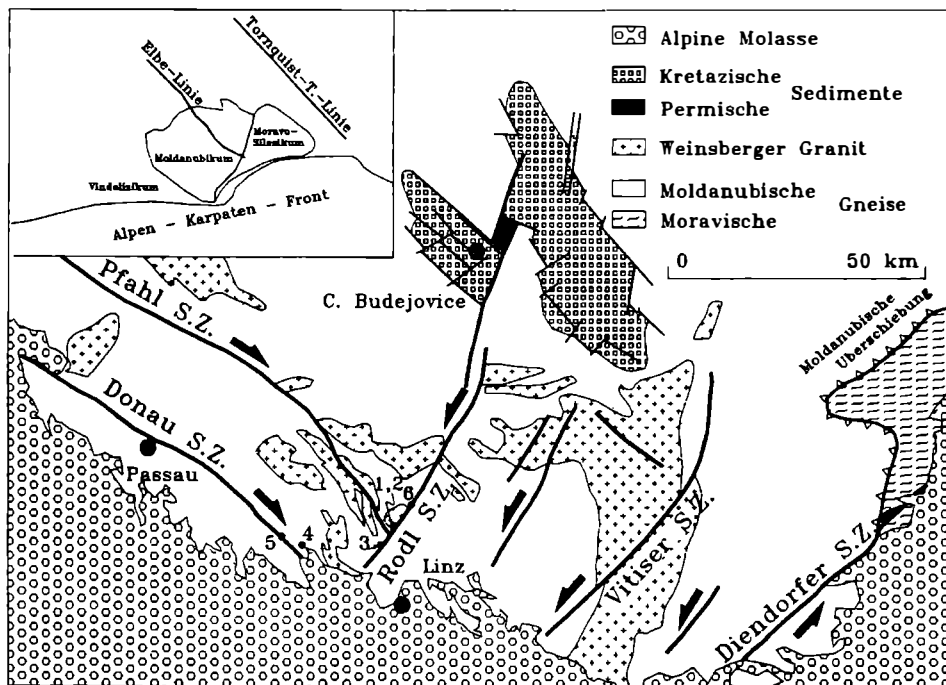 Elbe-Linie
Tornquist-T.-Linie
Moldanubikum
Moravo-
Silesikum
Vindelizikum
Alpen - Karpaten - Front
Alpine Molasse
Kretazische
Sedimente
Permische
Weinsberger Granit
Moldanubische
Gneise
Moravische
0 50 km
C. Budejovice
Moldanubische
Überschiebung
Pfahl S.Z.
Donau S.Z.
Passau
Rodl S.Z.
Linz
Vitiser S.Z.
Diendorfer S.Z.
1 2
6
3
4
5